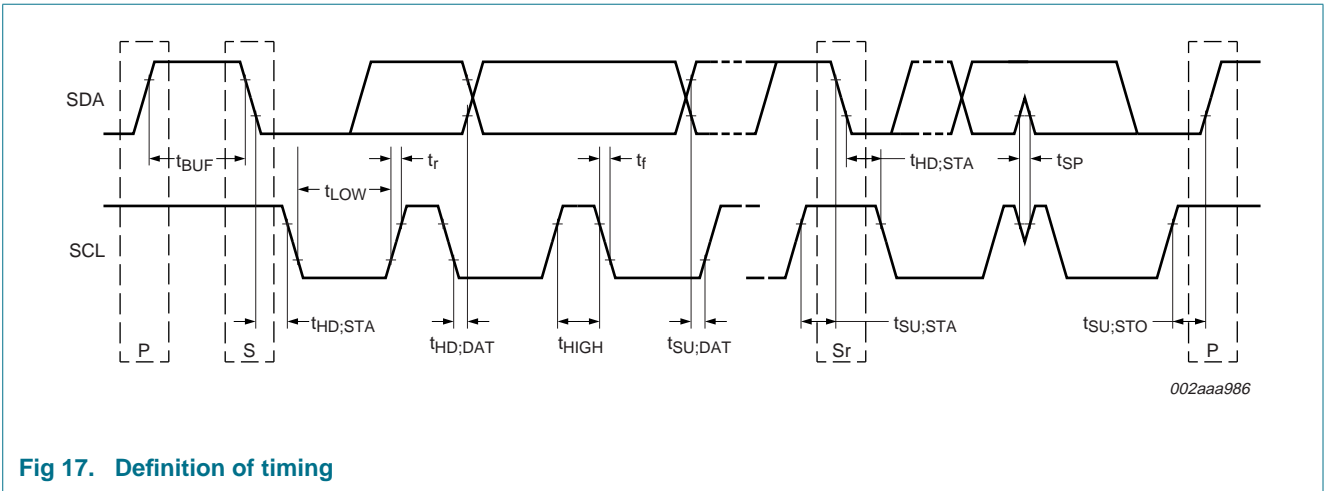 SDA
tBUF
tLOW
tr
tf
tHD;STA
tSP
SCL
tHD;STA
tHD;DAT
tHIGH
tSU;DAT
tSU;STA
tSU;STO
P
S
Sr
P
002aaa986
Fig 17. Definition of timing